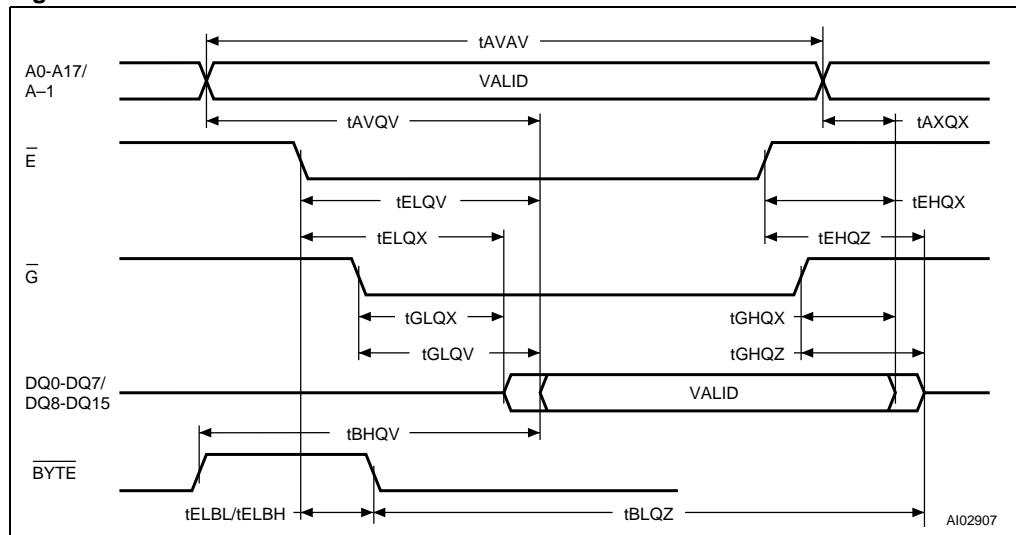 tAVAV
A0-A17/
A–1
VALID
tAVQV
tAXQX
E
tELQV
tEHQX
tELQX
tEHQZ
G
tGLQX
tGHQX
tGLQV
tGHQZ
DQ0-DQ7/
DQ8-DQ15
VALID
tBHQV
BYTE
tELBL/tELBH
tBLQZ
AI02907